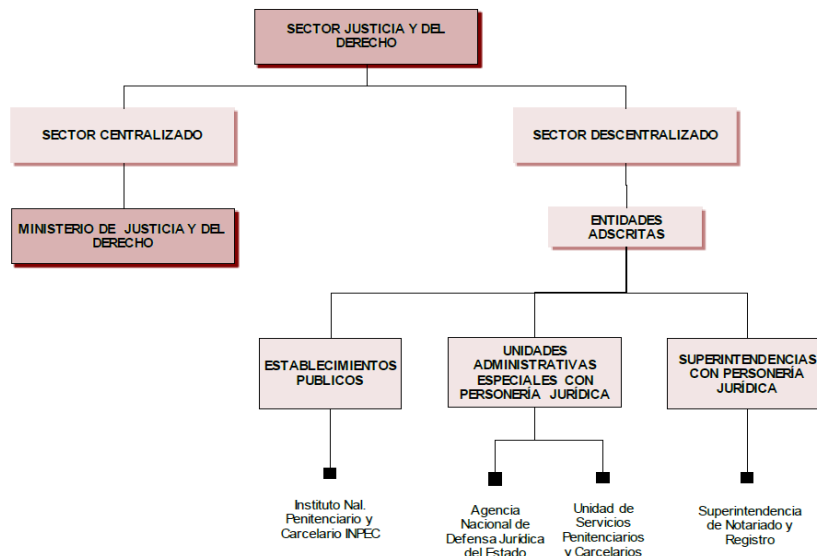 SECTOR JUSTICIA Y DEL
DERECHO
SECTOR CENTRALIZADO
SECTOR DESCENTRALIZADO
MINISTERIO DE JUSTICIA Y DEL
DERECHO
ENTIDADES
ADSCRITAS
ESTABLECIMIENTOS
PUBLICOS
UNIDADES
ADMINISTRATIVAS
ESPECIALES CON
PERSONERÍA JURÍDICA
SUPERINTENDENCIAS
CON PERSONERÍA
JURÍDICA
Instituto Nal.
Penitenciario y
Carcelario INPEC
Agencia
Nacional de
Defensa Jurídica
del Estado
Unidad de
Servicios
Penitenciarios
y Carcelarios
Superintendencia
de Notariado y
Registro